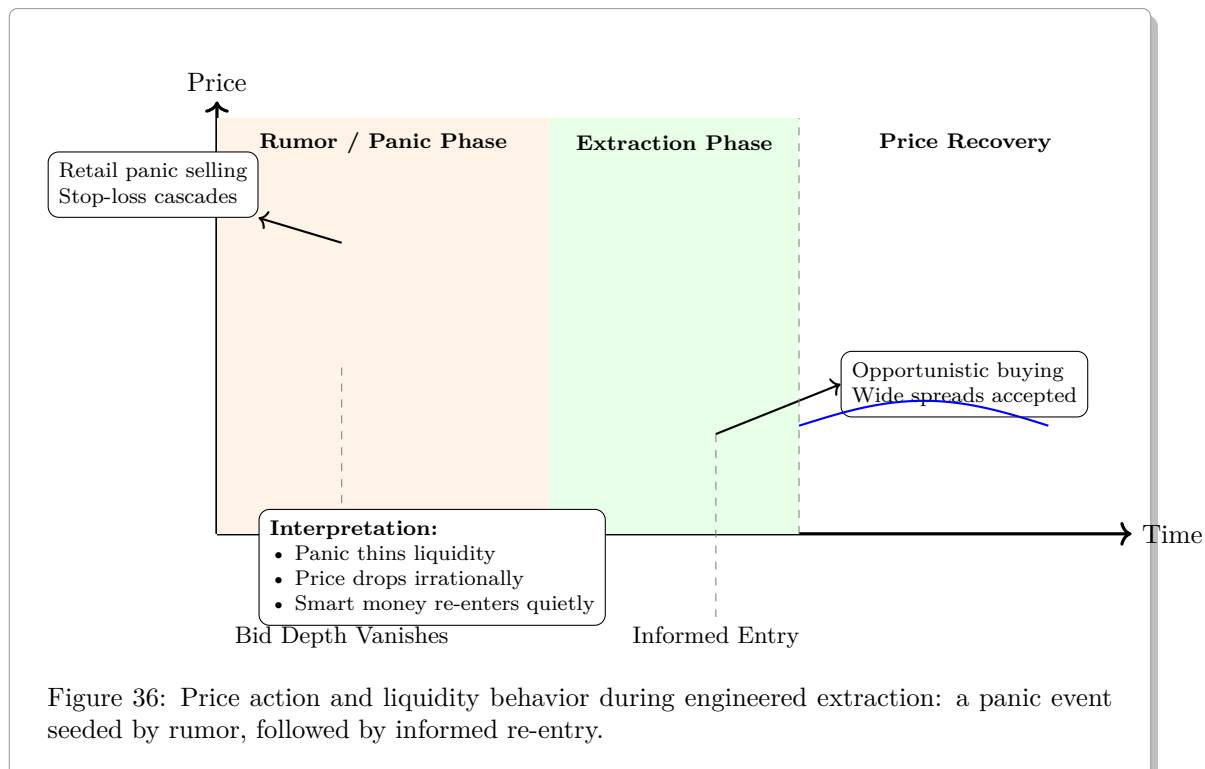 Price
Rumor / Panic Phase
Extraction Phase
Price Recovery
Retail panic selling
Stop-loss cascades
Opportunistic buying
Wide spreads accepted
Time
Interpretation:
• Panic thins liquidity
• Price drops irrationally
• Smart money re-enters quietly
Bid Depth Vanishes
Informed Entry
Figure 36: Price action and liquidity behavior during engineered extraction: a panic event
seeded by rumor, followed by informed re-entry.